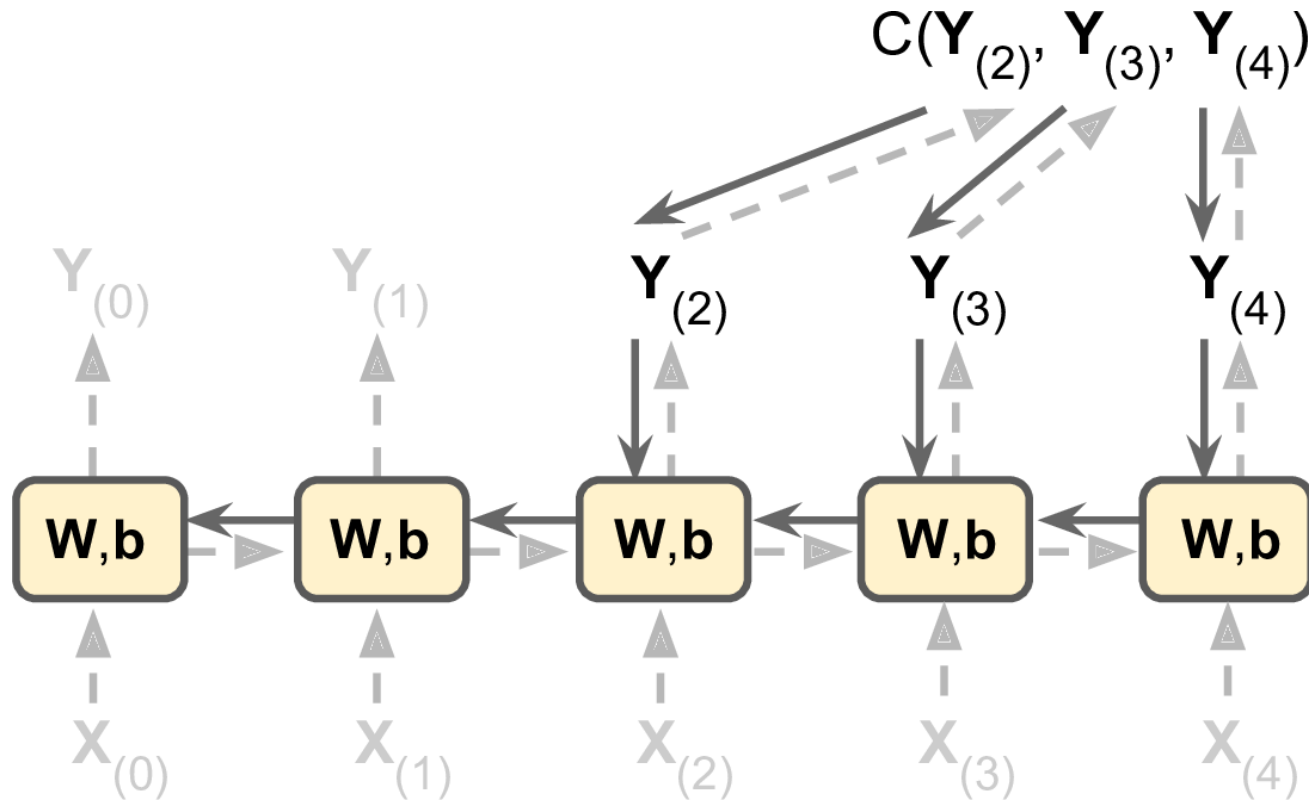 C(Y(2), Y(3), Y(4))
Y(0) Y(1) Y(2) Y(3) Y(4)
W,b W,b W,b W,b W,b
X(0) X(1) X(2) X(3) X(4)